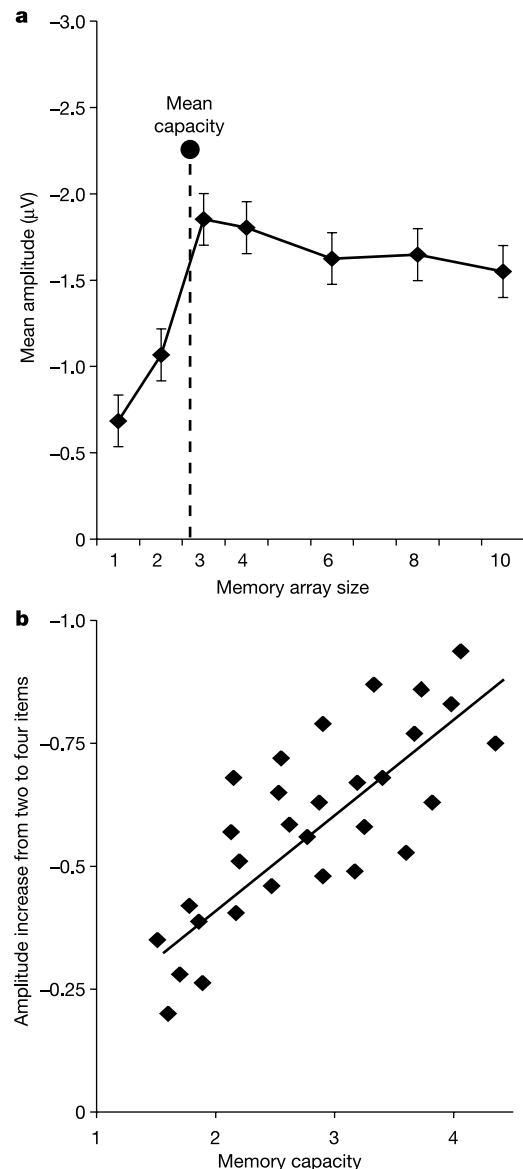 a
–3.0
–2.5
–2.0
–1.5
–1.0
–0.5
0
Mean amplitude (µV)
Mean
capacity
1 2 3 4 6 8 10
Memory array size
b
–1.0
–0.75
–0.5
–0.25
0
Amplitude increase from two to four items
1 2 3 4
Memory capacity